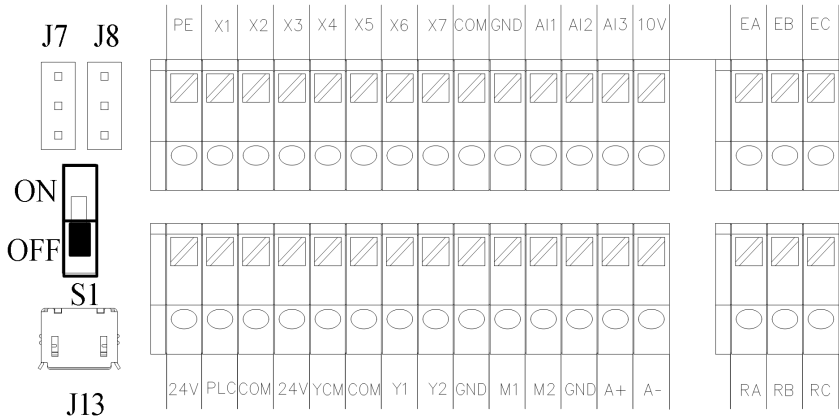 PE X1 X2 X3 X4 X5 X6 X7 COM GND AI1 AI2 AI3 10V EA EB EC
J7 J8
ON
OFF
S1
24V PLC COM 24V YCM COM Y1 Y2 GND M1 M2 GND A+ A- RA RB RC
J13